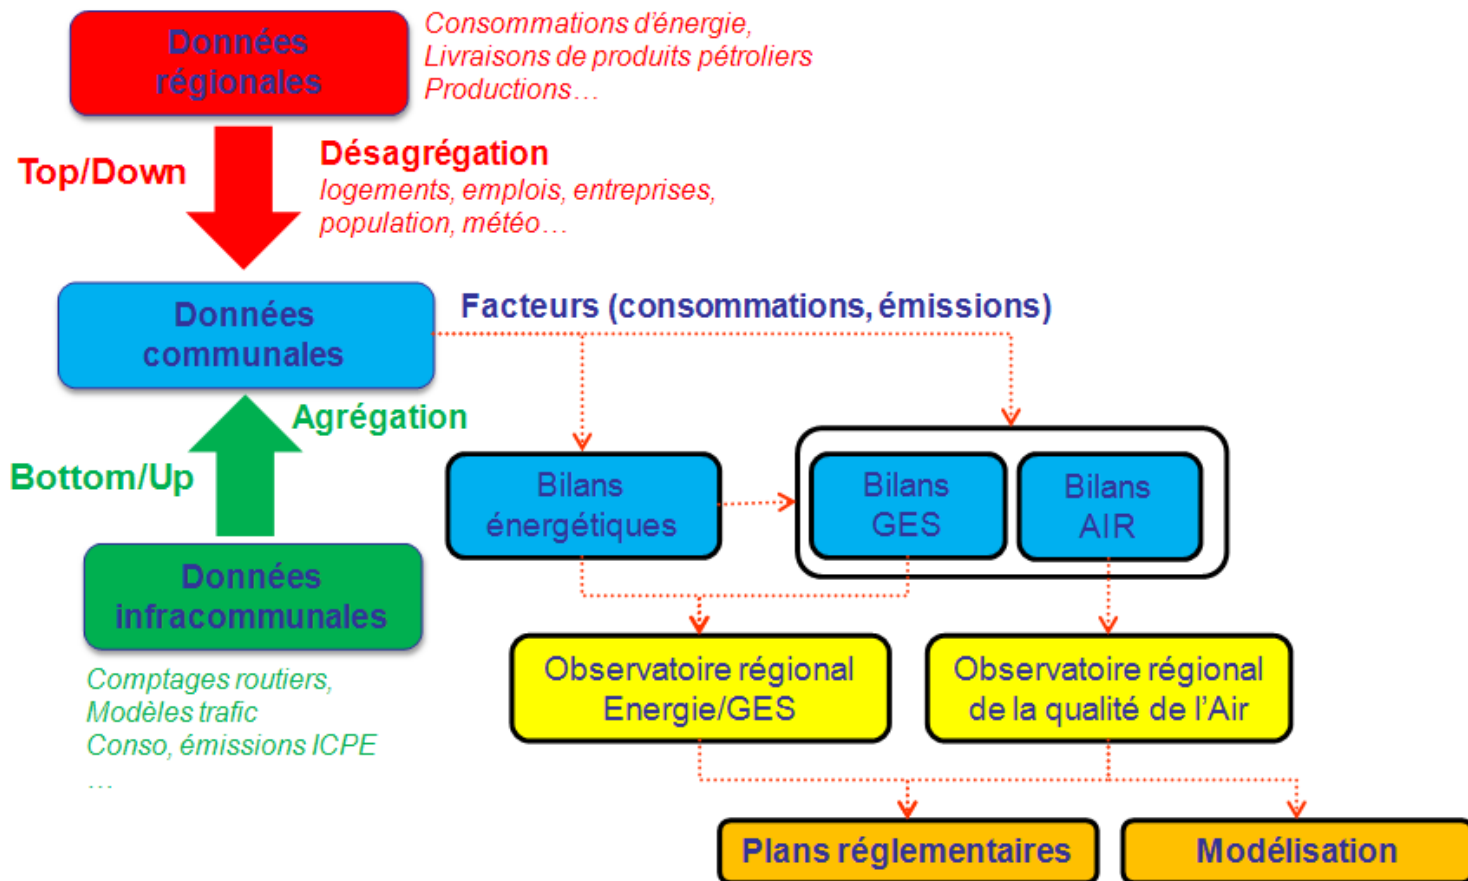 Données
régionales
Consommations d'énergie,
Livraisons de produits pétroliers
Productions…
Top/Down
Désagrégation
logements, emplois, entreprises,
population, météo…
Données
communales
Facteurs (consommations, émissions)
Agrégation
Bottom/Up
Données
infracommunales
Comptages routiers,
Modèles trafic
Conso, émissions ICPE
…
Bilans
énergétiques
Bilans
GES
Bilans
AIR
Observatoire régional
Energie/GES
Observatoire régional
de la qualité de l'Air
Plans réglementaires
Modélisation